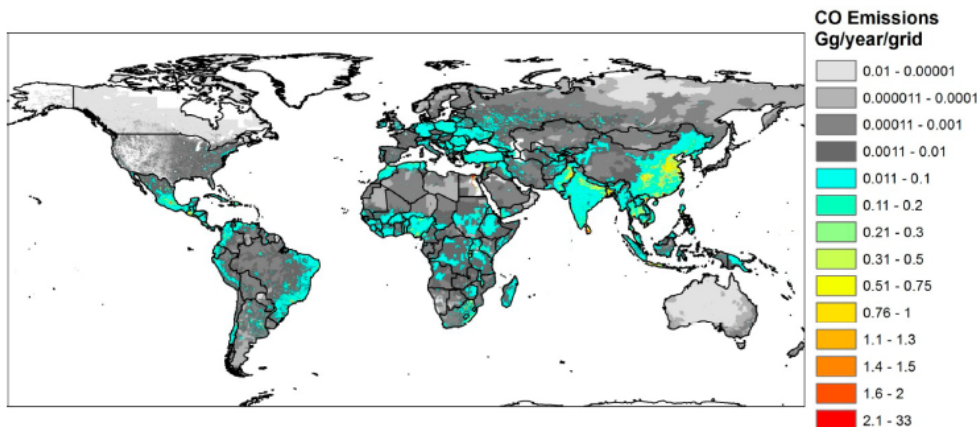 CO Emissions
Gg/year/grid
0.01 - 0.00001
0.000011 - 0.0001
0.00011 - 0.001
0.0011 - 0.01
0.011 - 0.1
0.11 - 0.2
0.21 - 0.3
0.31 - 0.5
0.51 - 0.75
0.76 - 1
1.1 - 1.3
1.4 - 1.5
1.6 - 2
2.1 - 33